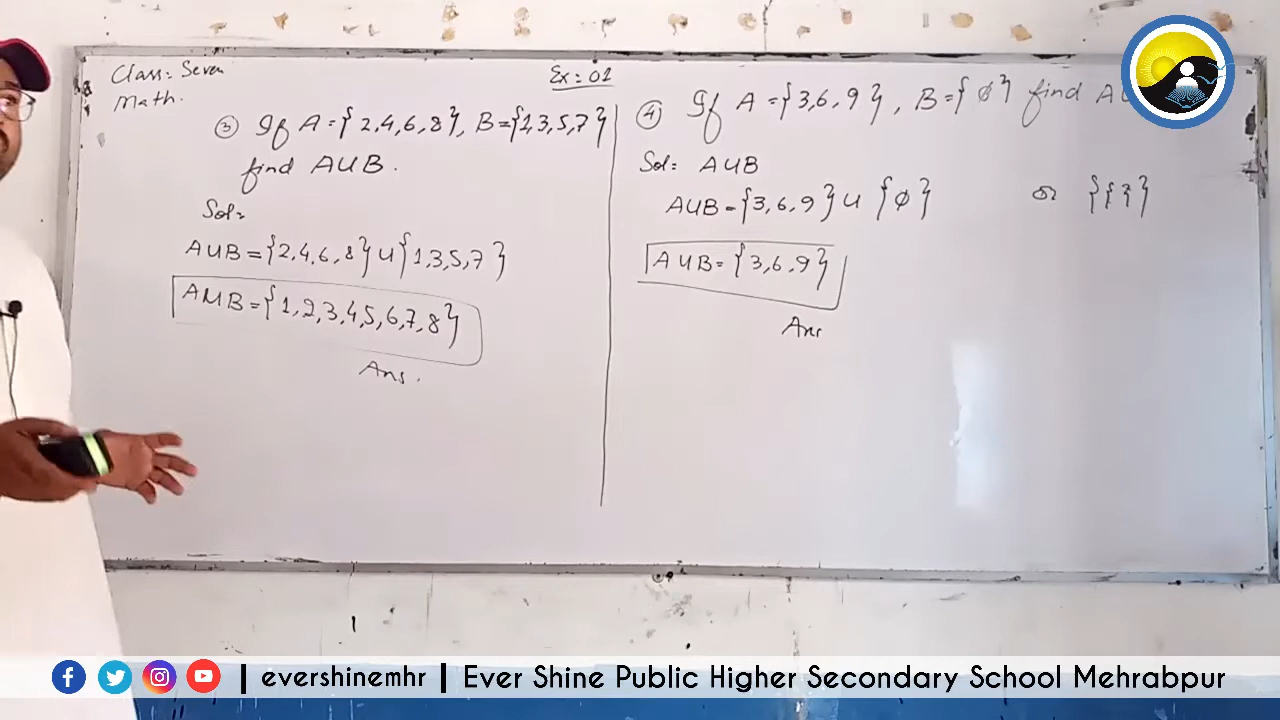 Class: Seven
Math.
Ex: 01
③ If A = {2,4,6,8}, B = {1,3,5,7}
find AUB.
Sol=
AUB = {2,4,6,8} U {1,3,5,7}
AUB = {1,2,3,4,5,6,7,8}
Ans.
④ If A = {3,6,9}, B = {ϕ} find AU
Sol= AUB
AUB = {3,6,9} U {ϕ} or {{}}
AUB = {3,6,9}
Ans
| evershinemhr | Ever Shine Public Higher Secondary School Mehrabpur